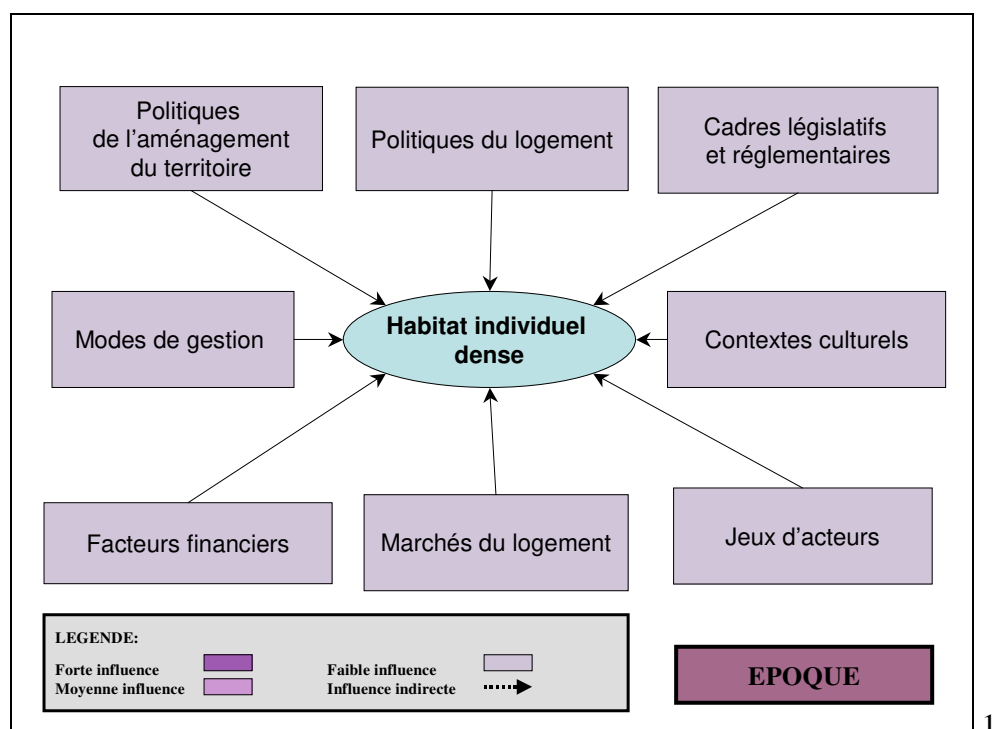 Politiques
de l'aménagement
du territoire
Politiques du logement
Cadres législatifs
et réglementaires
Modes de gestion
Habitat individuel
dense
Contextes culturels
Facteurs financiers
Marchés du logement
Jeux d'acteurs
LEGENDE:
Forte influence
Faible influence
Moyenne influence
Influence indirecte
EPOQUE
1